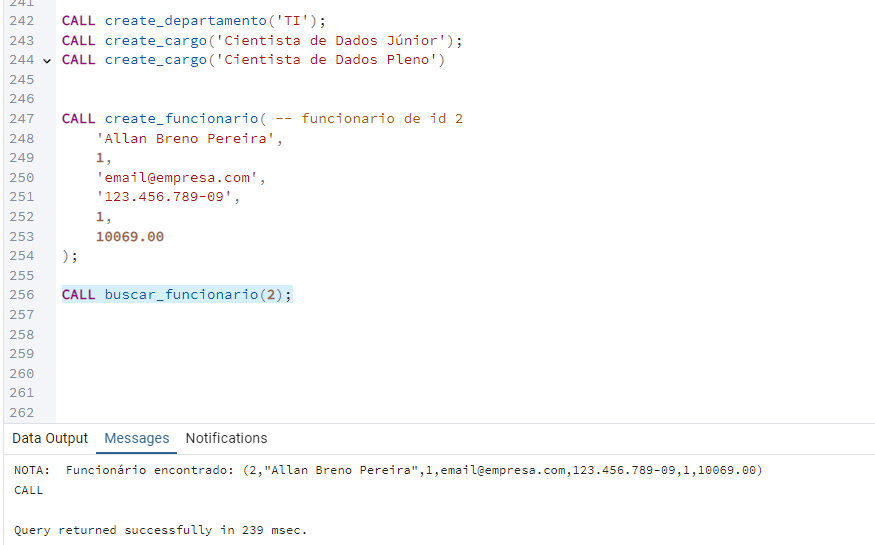 241
242 CALL create_departamento('TI');
243 CALL create_cargo('Cientista de Dados Júnior');
244 CALL create_cargo('Cientista de Dados Pleno')
245
246
247 CALL create_funcionario( -- funcionario de id 2
248 'Allan Breno Pereira',
249 1,
250 'email@empresa.com',
251 '123.456.789-09',
252 1,
253 10069.00
254 );
255
256 CALL buscar_funcionario(2);
257
258
259
260
261
262
Data Output Messages Notifications
NOTA: Funcionário encontrado: (2,"Allan Breno Pereira",1,email@empresa.com,123.456.789-09,1,10069.00)
CALL
Query returned successfully in 239 msec.